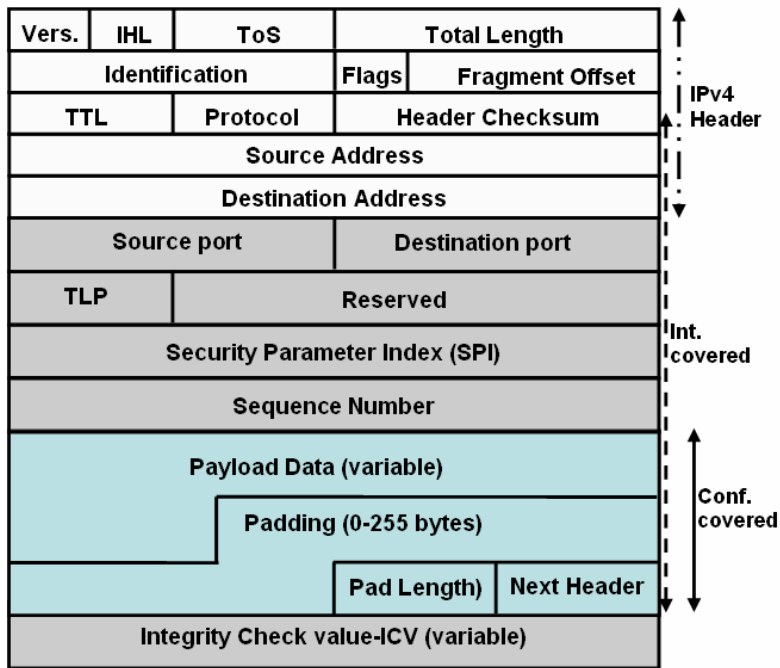 Vers. IHL ToS Total Length
Identification Flags Fragment Offset
IPv4
Header
TTL Protocol Header Checksum
Source Address
Destination Address
Source port Destination port
TLP Reserved
Int.
covered
Security Parameter Index (SPI)
Sequence Number
Payload Data (variable)
Conf.
covered
Padding (0-255 bytes)
Pad Length) Next Header
Integrity Check value-ICV (variable)